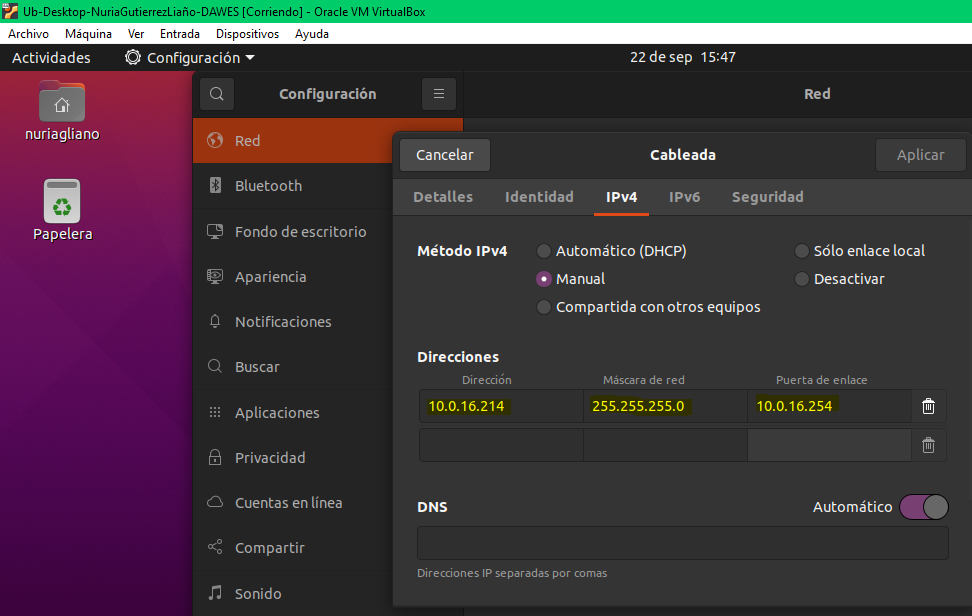 Ub-Desktop-NuriaGutierrezLiaño-DAWES [Corriendo] - Oracle VM VirtualBox
Archivo Máquina Ver Entrada Dispositivos Ayuda
Actividades Configuración 22 de sep 15:47
nuriagliano
Papelera
Configuración
Red
Red
Bluetooth
Fondo de escritorio
Apariencia
Notificaciones
Buscar
Aplicaciones
Privacidad
Cuentas en línea
Compartir
Sonido
Cancelar Cableada Aplicar
Detalles Identidad IPv4 IPv6 Seguridad
Método IPv4 Automático (DHCP) Sólo enlace local
Manual Desactivar
Compartida con otros equipos
Direcciones
Dirección Máscara de red Puerta de enlace
10.0.16.214 255.255.255.0 10.0.16.254
DNS Automático
Direcciones IP separadas por comas